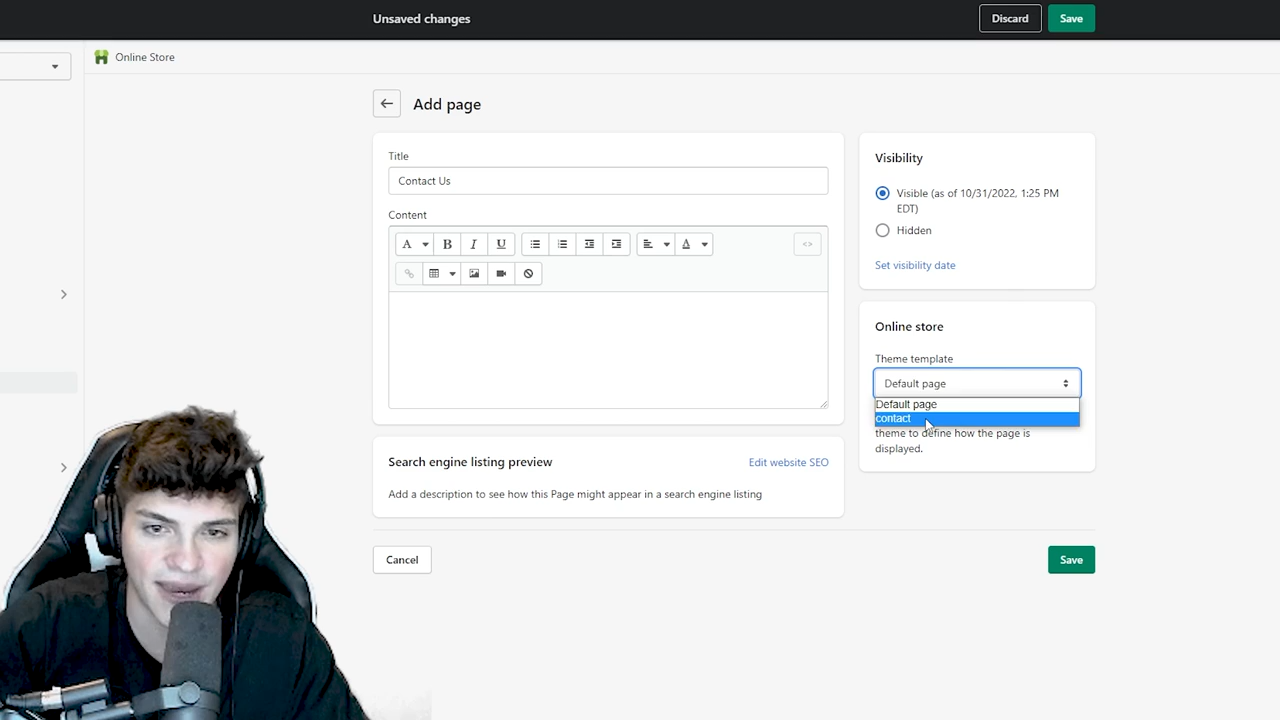 Unsaved changes
Discard
Save
Online Store
Add page
Title
Contact Us
Content
A
B
I
U
A
<>
Search engine listing preview
Edit website SEO
Add a description to see how this Page might appear in a search engine listing
Cancel
Save
Visibility
Visible (as of 10/31/2022, 1:25 PM
EDT)
Hidden
Set visibility date
Online store
Theme template
Default page
Default page
contact
theme to define how the page is
displayed.